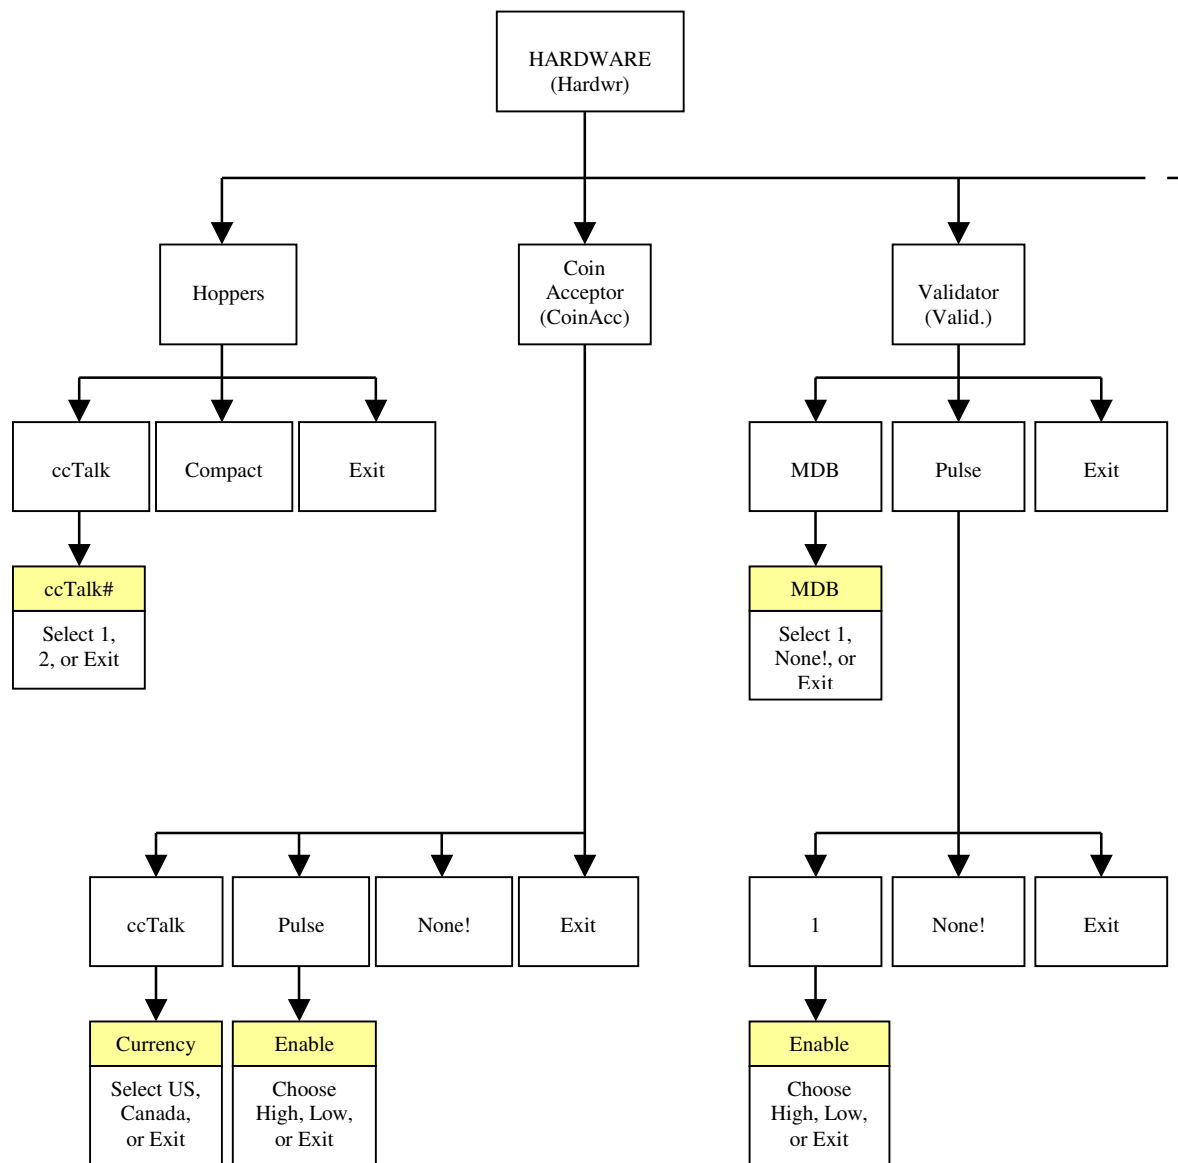 HARDWARE
(Hardwr)
Hoppers
Coin
Acceptor
(CoinAcc)
Validator
(Valid.)
ccTalk
Compact
Exit
MDB
Pulse
Exit
ccTalk#
Select 1,
2, or Exit
MDB
Select 1,
None!, or
Exit
ccTalk
Pulse
None!
Exit
1
None!
Exit
Currency
Select US,
Canada,
or Exit
Enable
Choose
High, Low,
or Exit
Enable
Choose
High, Low,
or Exit